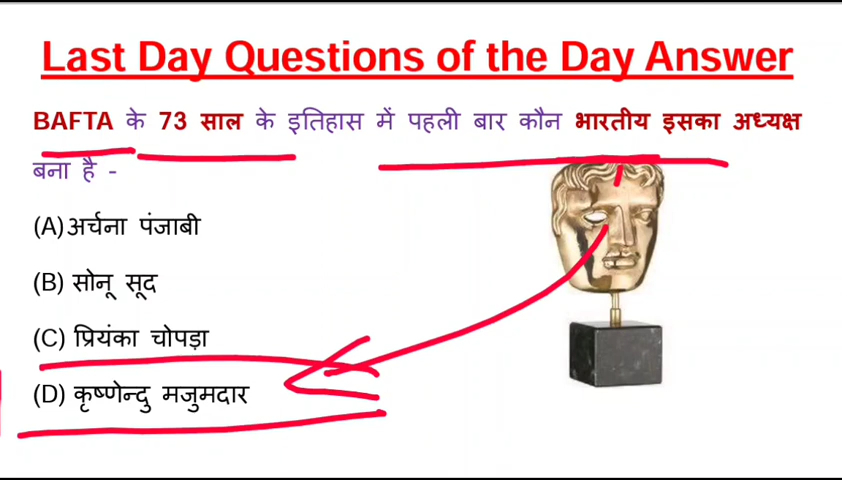 Last Day Questions of the Day Answer
BAFTA के 73 साल के इतिहास में पहली बार कौन भारतीय इसका अध्यक्ष
बना है -
(A)अर्चना पंजाबी
(B) सोनू सूद
(C) प्रियंका चोपड़ा
(D) कृष्णेन्दु मजुमदार